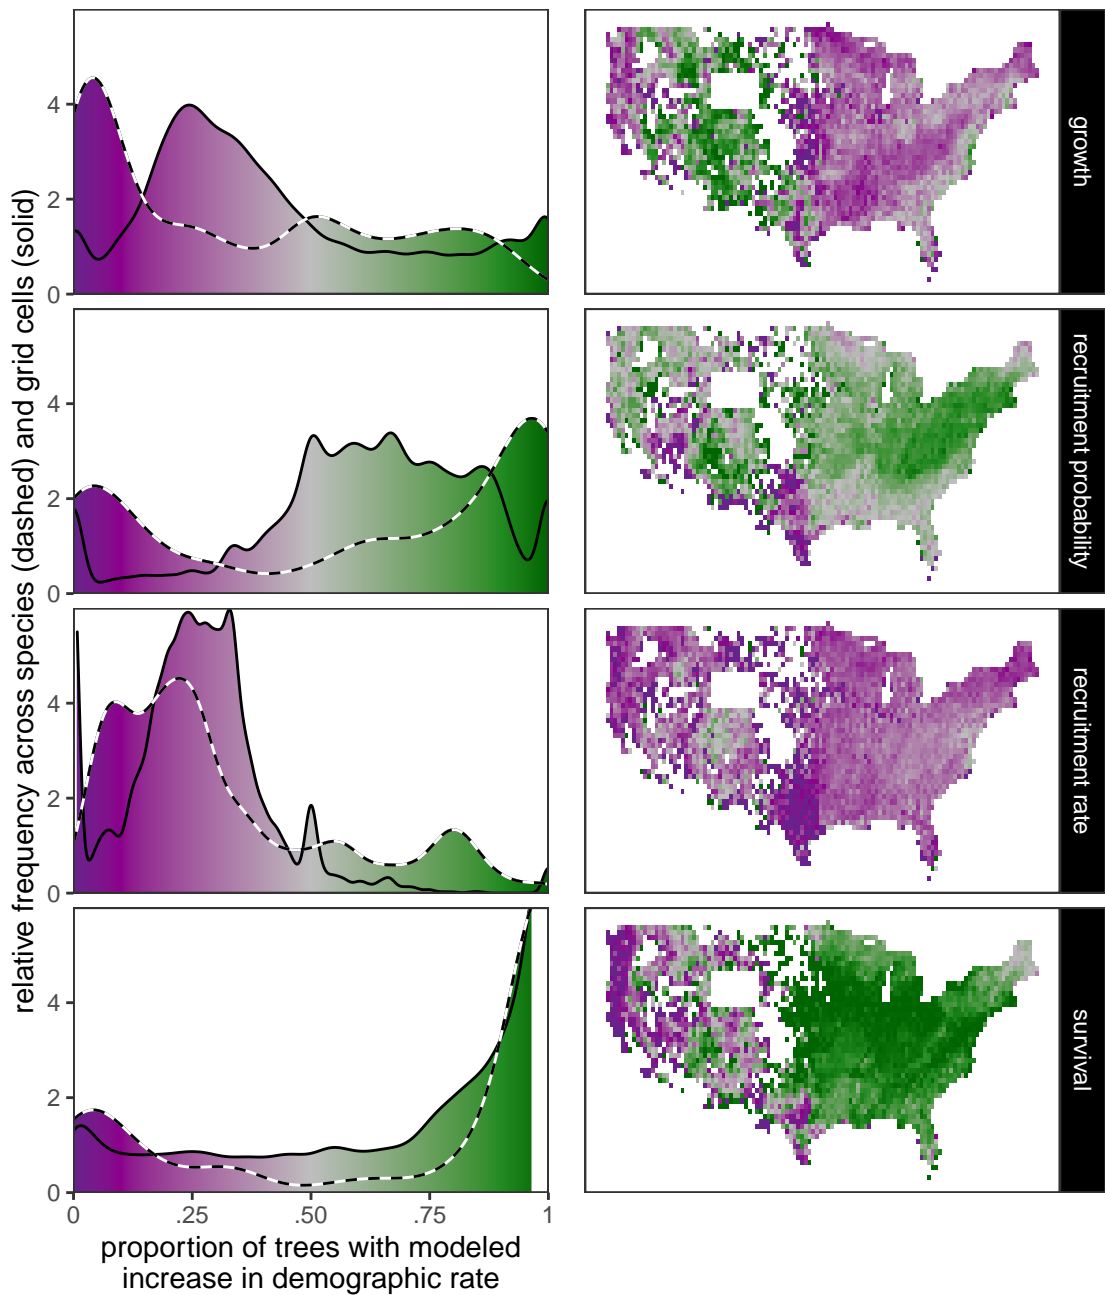 relative frequency across species (dashed) and grid cells (solid)
4
2
0
growth
4
2
0
recruitment probability
4
2
0
recruitment rate
4
2
0
survival
0 .25 .50 .75 1
proportion of trees with modeled
increase in demographic rate